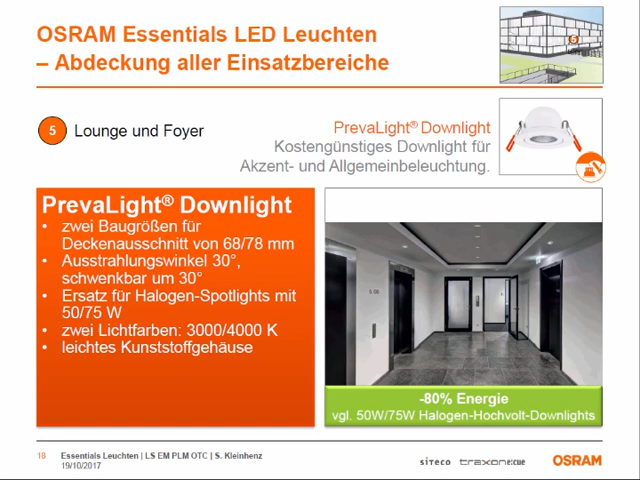 OSRAM Essentials LED Leuchten
– Abdeckung aller Einsatzbereiche
5
5 Lounge und Foyer
PrevaLight® Downlight
Kostengünstiges Downlight für
Akzent- und Allgemeinbeleuchtung.
PrevaLight® Downlight
• zwei Baugrößen für
Deckenausschnitt von 68/78 mm
• Ausstrahlungswinkel 30°,
schwenkbar um 30°
• Ersatz für Halogen-Spotlights mit
50/75 W
• zwei Lichtfarben: 3000/4000 K
• leichtes Kunststoffgehäuse
-80% Energie
vgl. 50W/75W Halogen-Hochvolt-Downlights
18 Essentials Leuchten | LS EM PLM OTC | S. Kleinhenz
19/10/2017
siteco traxon e:cue OSRAM